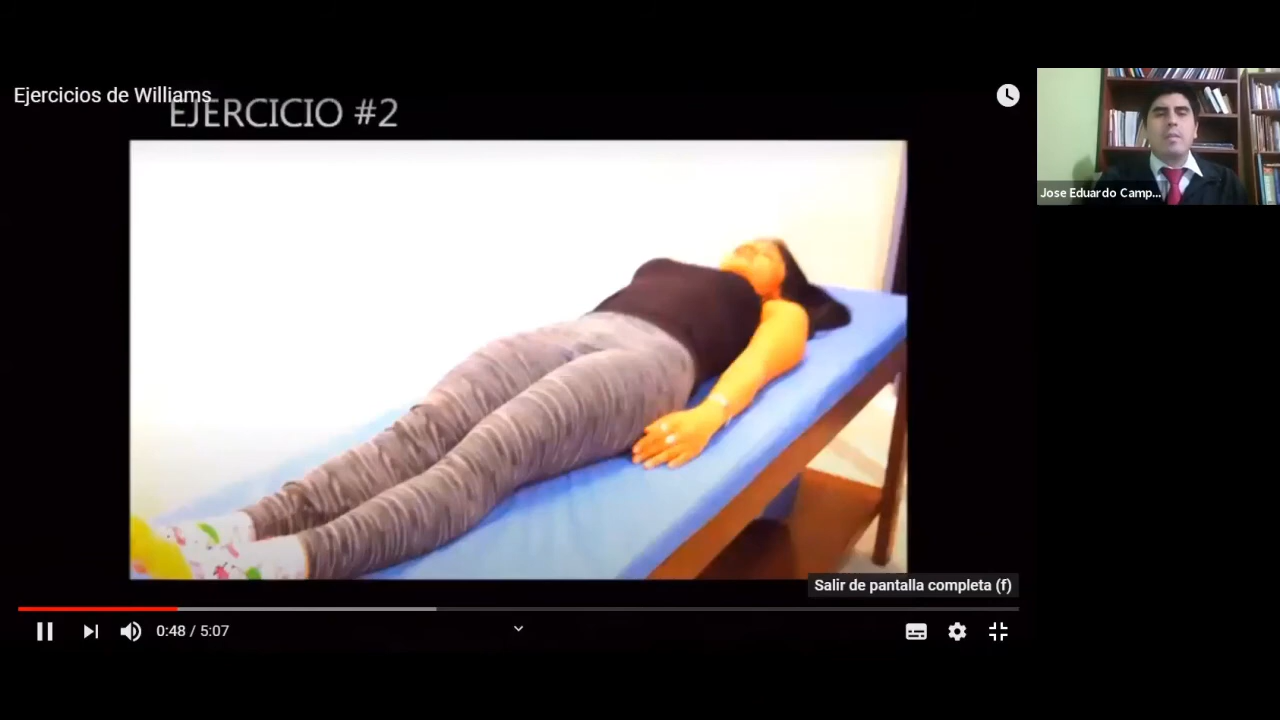 Ejercicios de Williams
EJERCICIO #2
Jose Eduardo Camp...
Salir de pantalla completa (f)
0:48 / 5:07